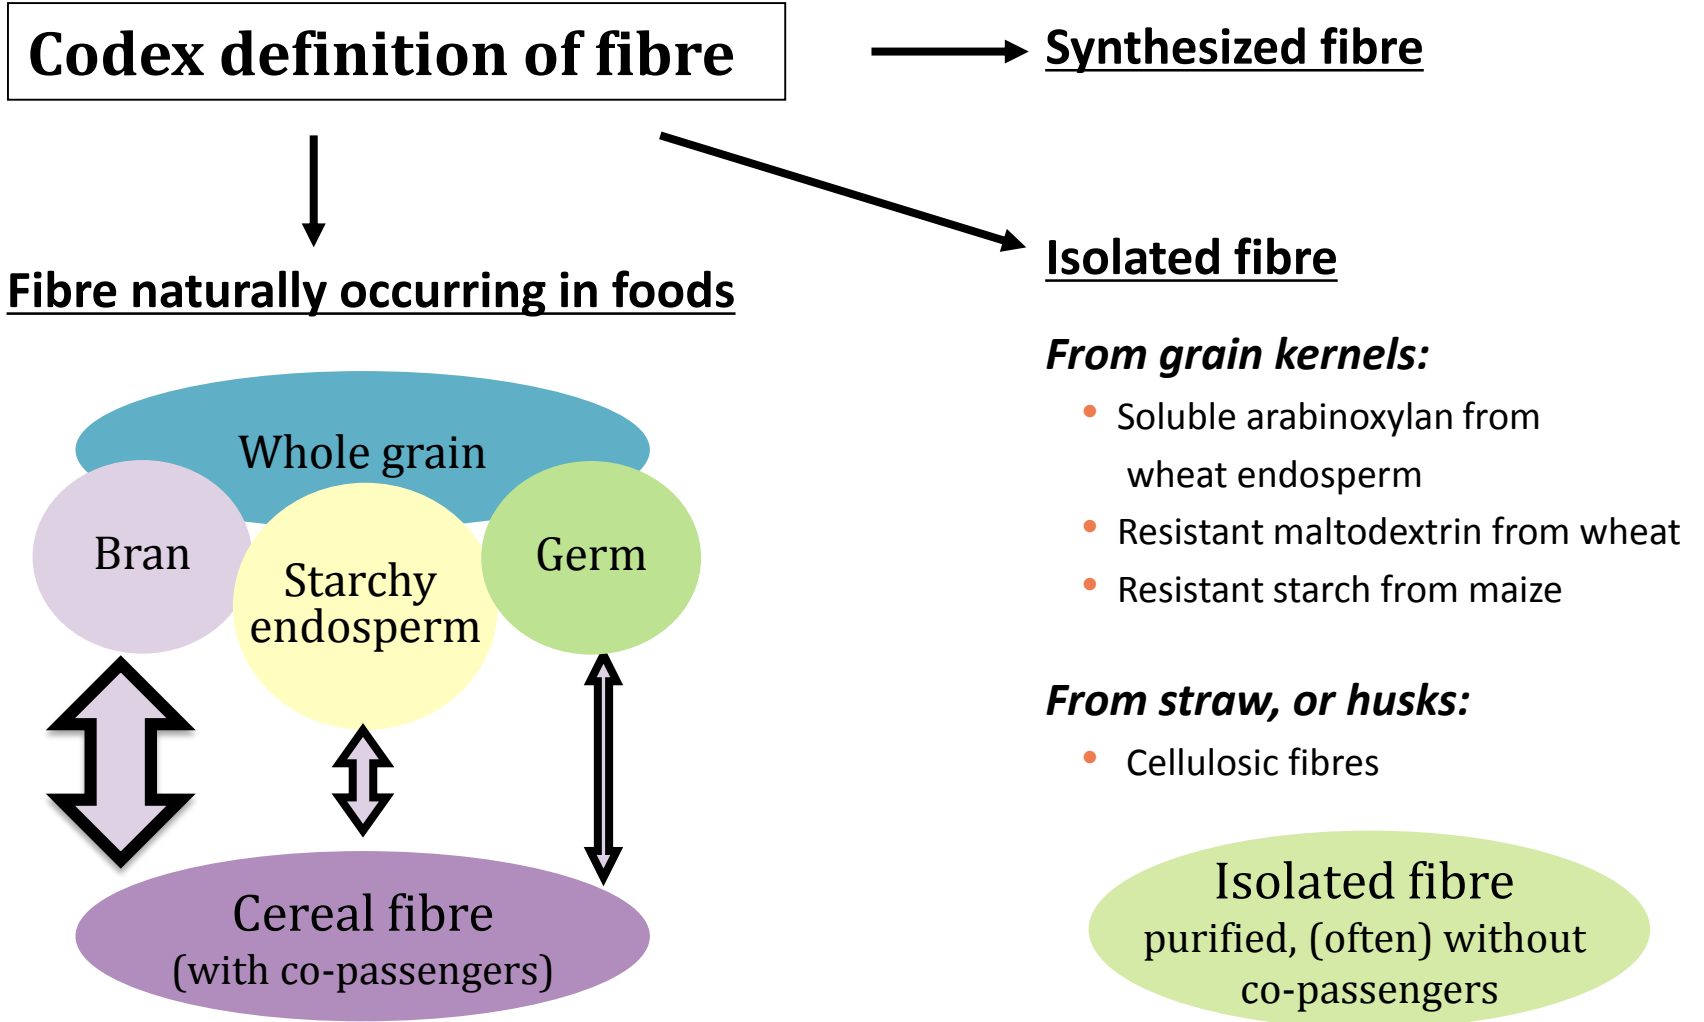 Codex definition of fibre
Synthesized fibre
Fibre naturally occurring in foods
Whole grain
Bran
Starchy
endosperm
Germ
Cereal fibre
(with co-passengers)
Isolated fibre
From grain kernels:
• Soluble arabinoxylan from
wheat endosperm
• Resistant maltodextrin from wheat
• Resistant starch from maize
From straw, or husks:
• Cellulosic fibres
Isolated fibre
purified, (often) without
co-passengers